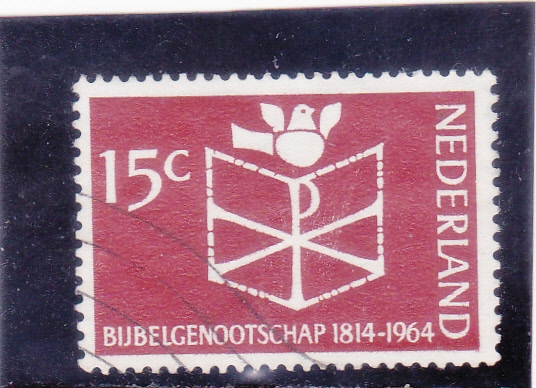 15c
NEDERLAND
BIJBELGENOOTSCHAP 1814-1964